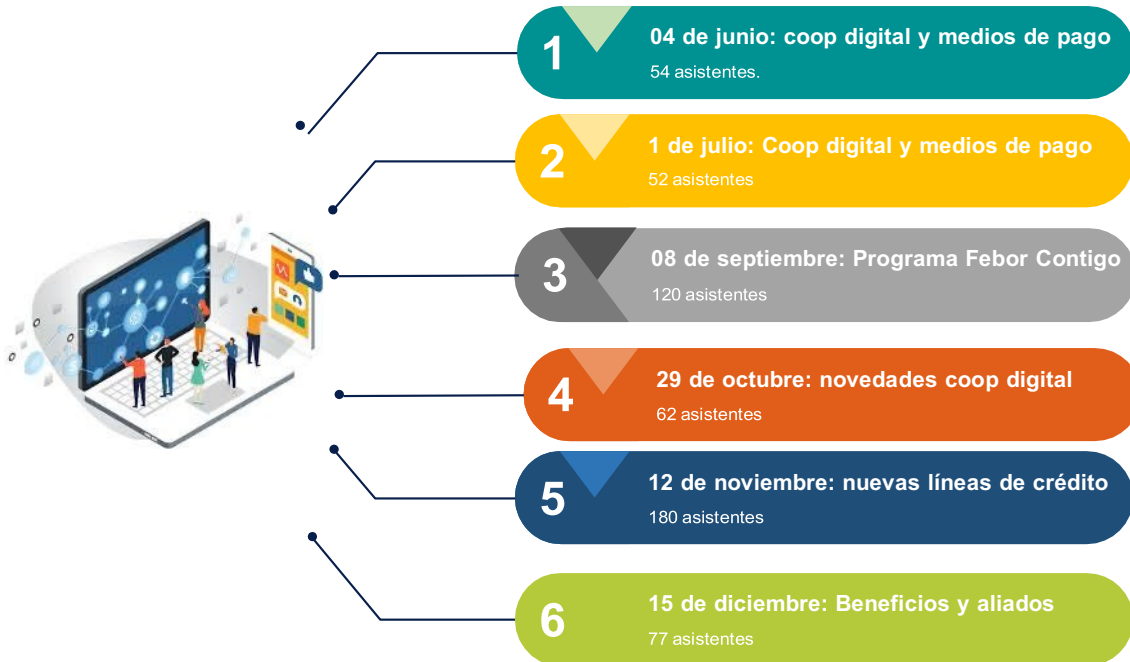 1
04 de junio: coop digital y medios de pago
54 asistentes.
2
1 de julio: Coop digital y medios de pago
52 asistentes
3
08 de septiembre: Programa Febor Contigo
120 asistentes
4
29 de octubre: novedades coop digital
62 asistentes
5
12 de noviembre: nuevas líneas de crédito
180 asistentes
6
15 de diciembre: Beneficios y aliados
77 asistentes